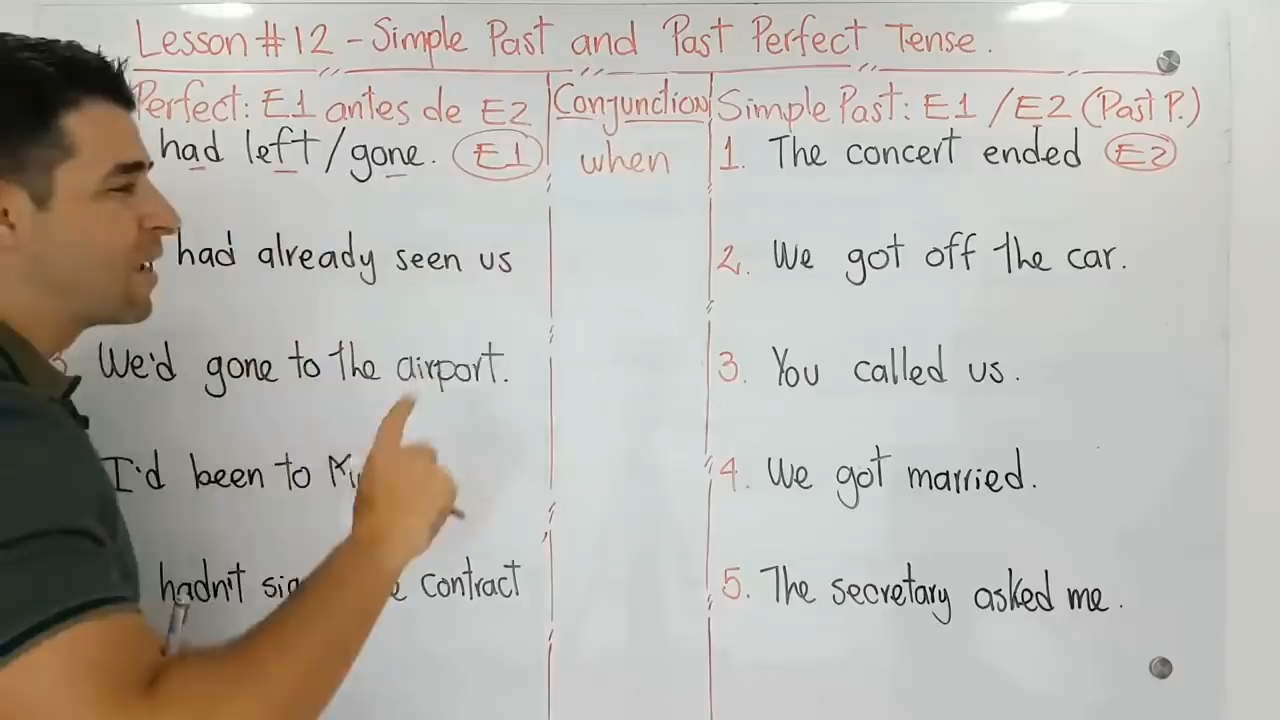 Lesson #12 - Simple Past and Past Perfect Tense.
Perfect: E1 antes de E2
Conjunction
Simple Past: E1 / E2 (Past P.)
had left/gone. E1
when
1. The concert ended E2
had already seen us
2. We got off the car.
We'd gone to the airport.
3. You called us.
I'd been to
4. We got married.
hadn't contract
5. The secretary asked me.